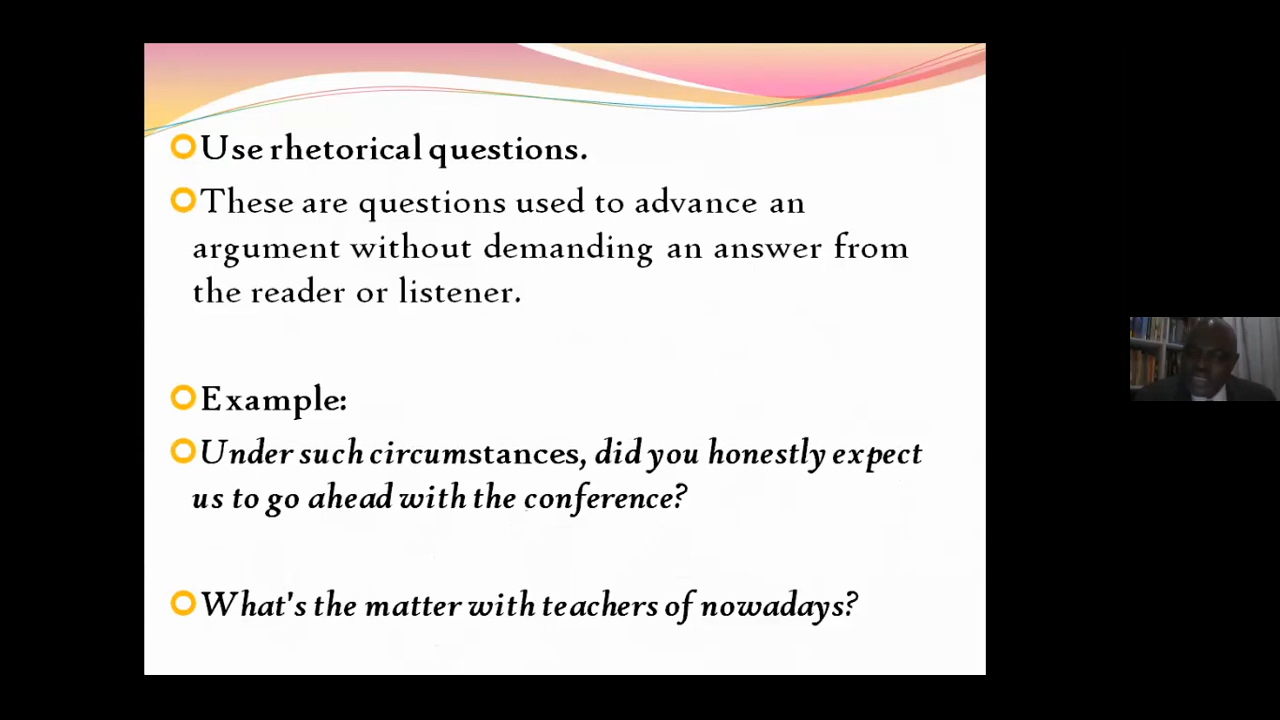 Use rhetorical questions.
These are questions used to advance an
argument without demanding an answer from
the reader or listener.
Example:
Under such circumstances, did you honestly expect
us to go ahead with the conference?
What's the matter with teachers of nowadays?